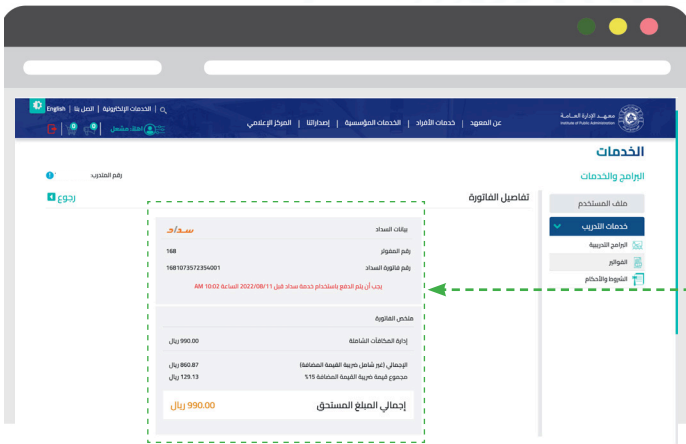 English | اتصل بنا | الخدمات الإلكترونية |
معهد الإدارة العامة
Institute of Public Administration
عن المعهد | خدمات الأفراد | الخدمات المؤسسية | إصداراتنا | المركز الإعلامي
0 0
اهلا، مشعل
الخدمات
البرامج والخدمات
رقم المتدرب:
ملف المستخدم
تفاصيل الفاتورة
رجوع
خدمات التدريب
البرامج التدريبية
الفواتير
الشروط والأحكام
بيانات السداد
سداد
رقم المفوتر
168
رقم فاتورة السداد
1681073572354001
يجب أن يتم الدفع باستخدام خدمة سداد قبل 2022/08/11 الساعة 10:02 AM
ملخص الفاتورة
إدارة المكافآت الشاملة
990.00 ريال
الإجمالي (غير شامل ضريبة القيمة المضافة)
860.87 ريال
مجموع قيمة ضريبة القيمة المضافة 15%
129.13 ريال
إجمالي المبلغ المستحق
990.00 ريال